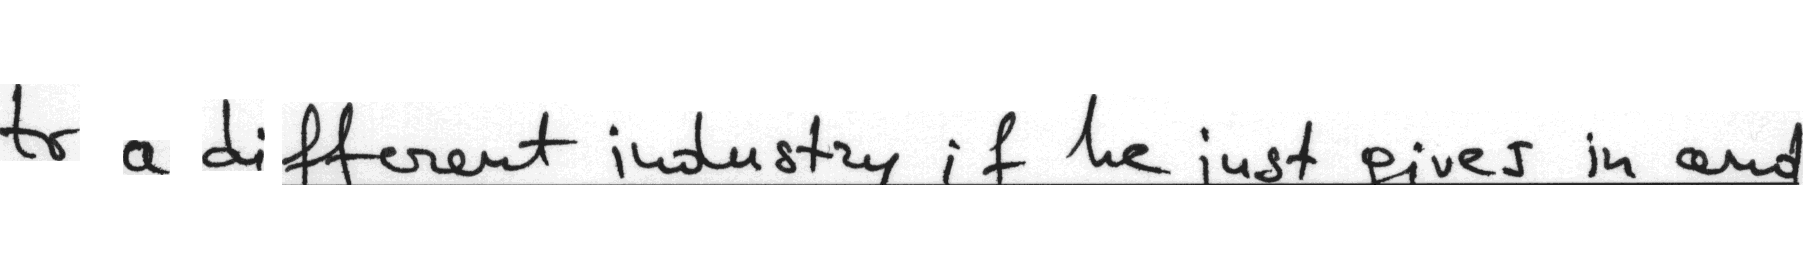 to a different industry if he just gives in and